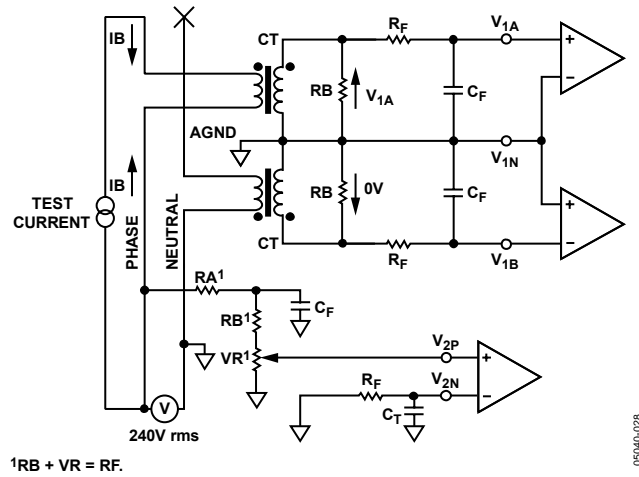 IB
CT
RF
V1A
RB
V1A
CF
AGND
V1N
IB
TEST
CURRENT
PHASE
NEUTRAL
RB
0V
CF
CT
RF
V1B
RA1
CF
RB1
VR1
V2P
RF
V2N
CT
V
240V rms
1RB + VR = RF.
05040-028
+
−
+
−
+
−